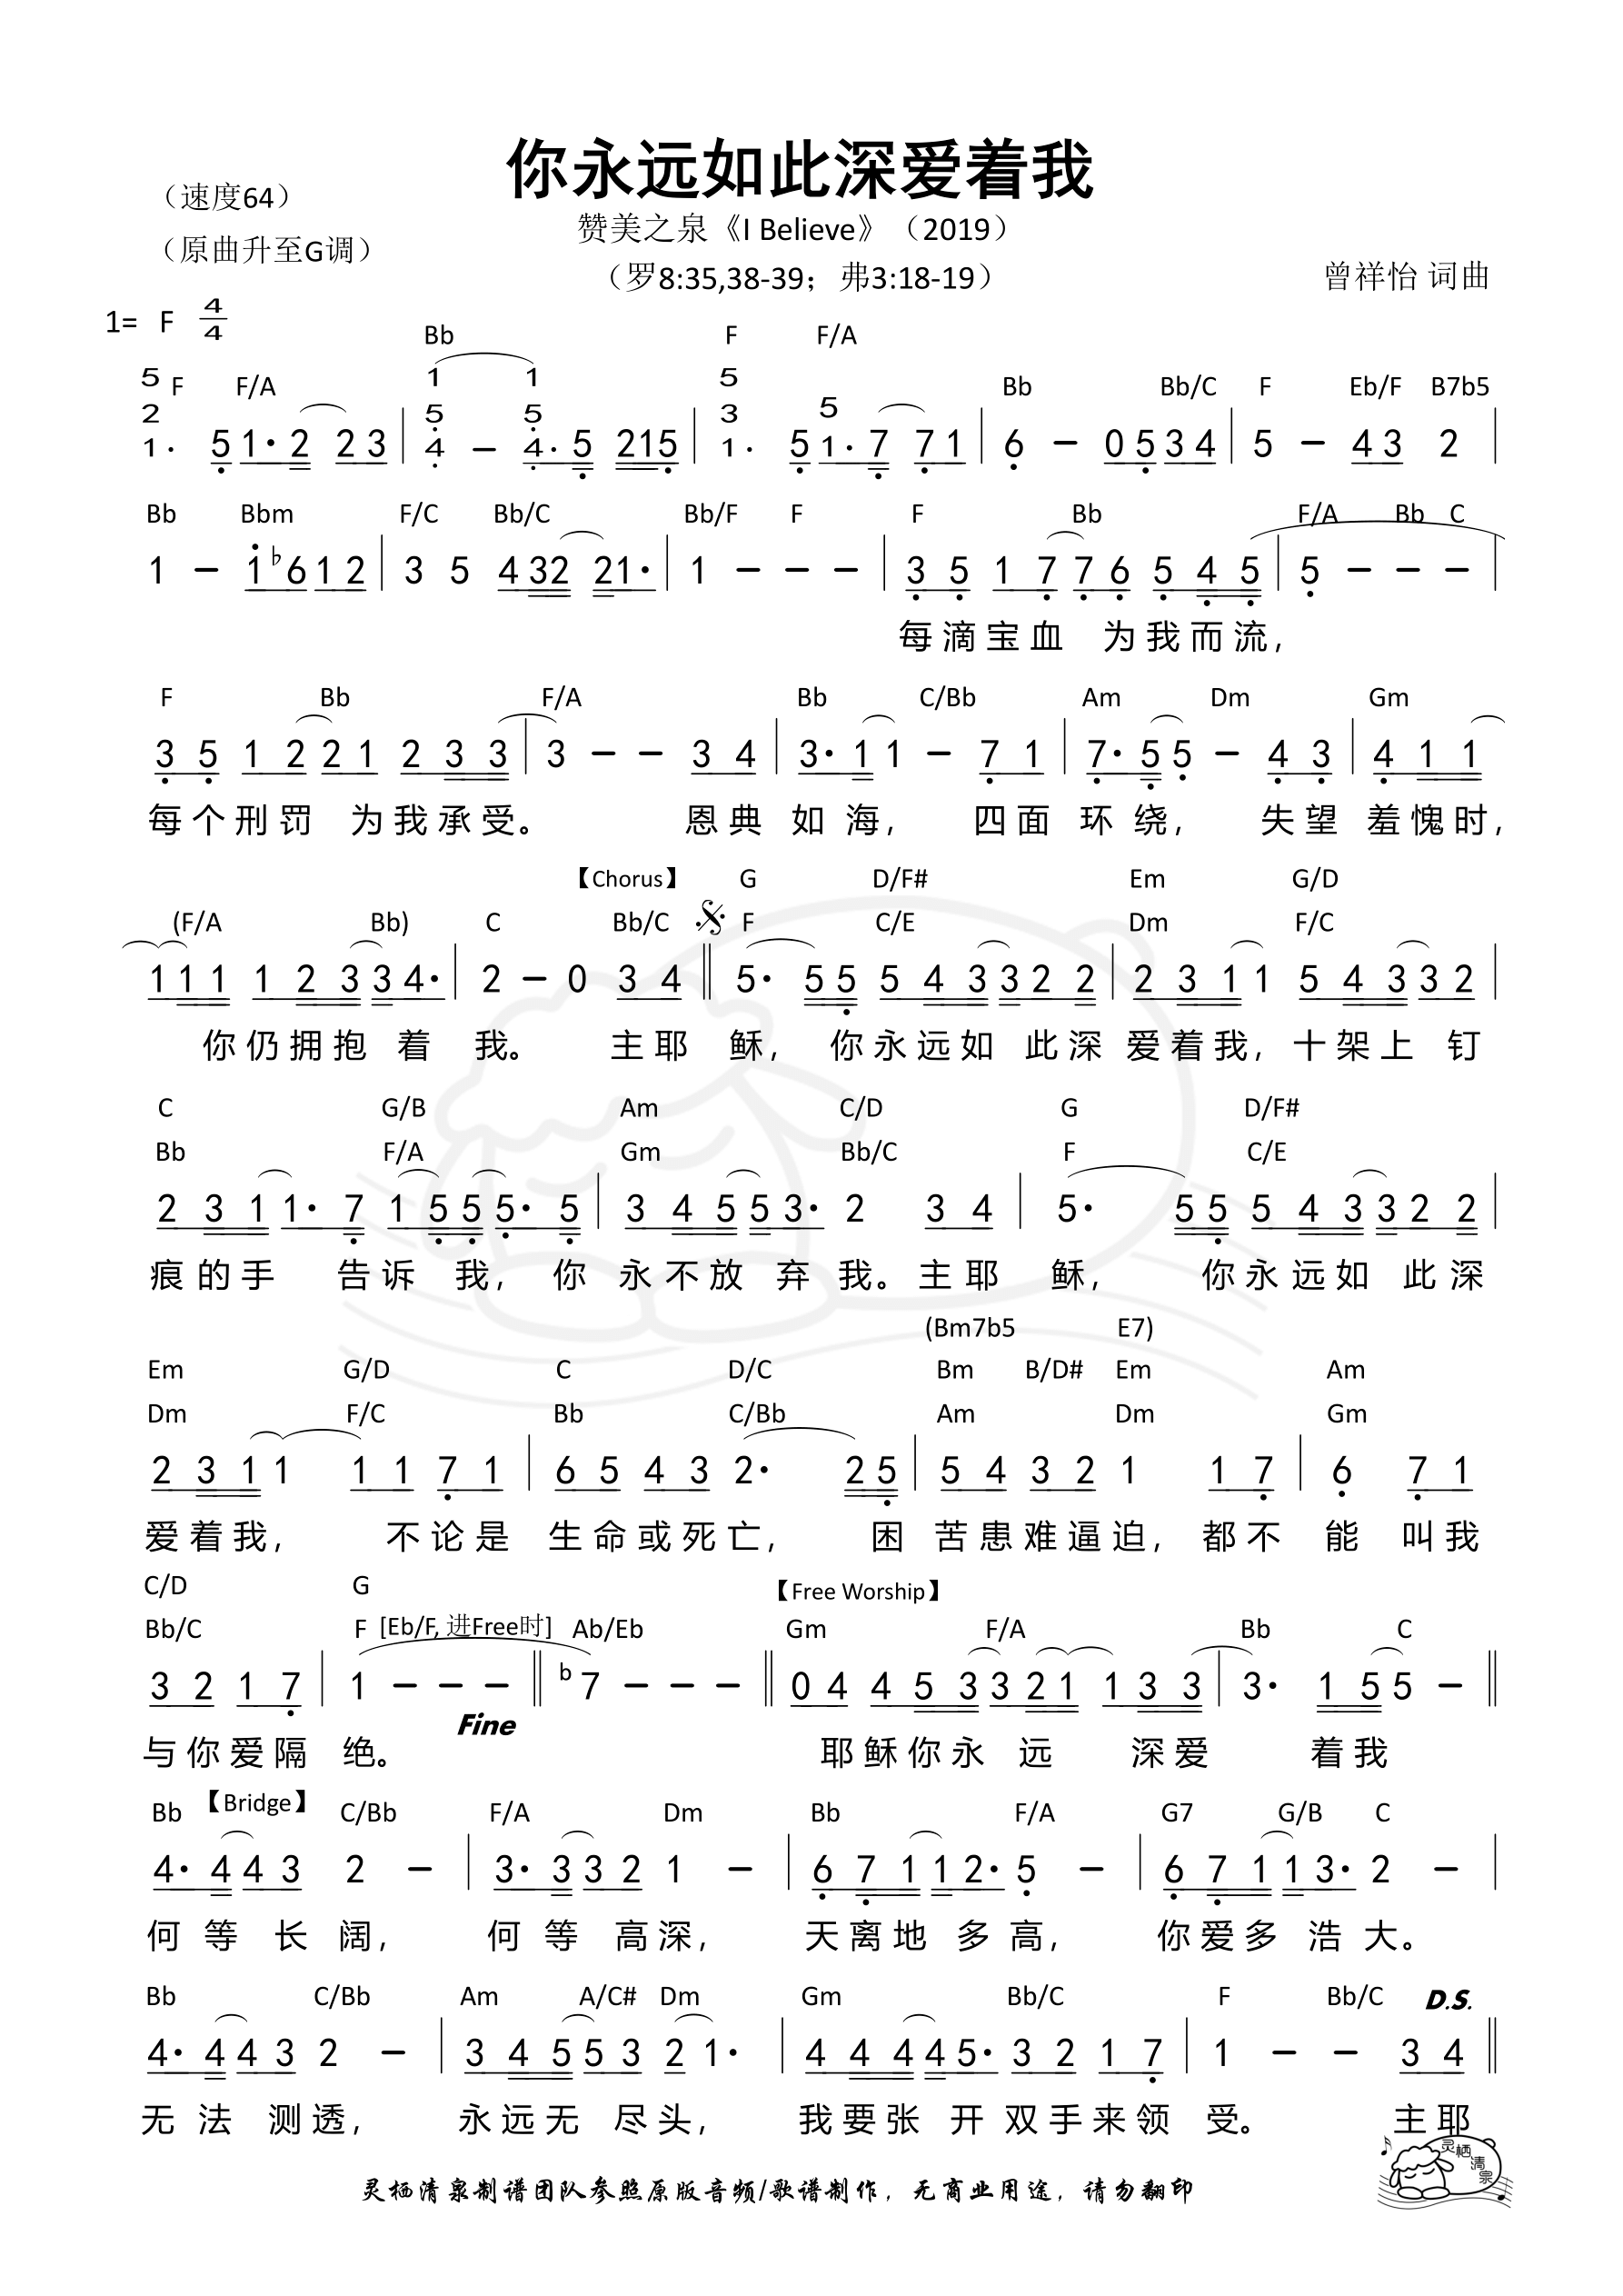 你永远如此深爱着我
（速度64）
赞美之泉《I Believe》（2019）
（原曲升至G调）
（罗8:35,38-39；弗3:18-19）
曾祥怡 词曲
1= F 4/4
Bb F F/A
5 1 1 5
F F/A Bb Bb/C F Eb/F B7b5
2 5 5 3 5
1· 5 1·2 2 3 | 4 – 4·5 215 | 1· 5 1·7 7 1 | 6 – 0 5 3 4 | 5 – 4 3 2 |
Bb Bbm F/C Bb/C Bb/F F F Bb F/A Bb C
1 – 1 b6 1 2 | 3 5 4 32 21· | 1 – – – | 3 5 1 7 7 6 5 4 5 | 5 – – – |
每滴宝血 为我而流，
F Bb F/A Bb C/Bb Am Dm Gm
3 5 1 2 2 1 2 3 3 | 3 – – 3 4 | 3· 1 1 – 7 1 | 7· 5 5 – 4 3 | 4 1 1
每个刑罚 为我承受。 恩典 如海， 四面 环绕， 失望 羞愧时，
【Chorus】 G D/F# Em G/D
(F/A Bb) C Bb/C F C/E Dm F/C
1 1 1 1 2 3 3 4· | 2 – 0 3 4 || 5· 5 5 5 4 3 3 2 2 | 2 3 1 1 5 4 3 3 2 |
你仍拥抱 着 我。 主耶 稣， 你永远如 此深 爱着我，十架上 钉
C G/B Am C/D G D/F#
Bb F/A Gm Bb/C F C/E
2 3 1 1· 7 1 5 5 5· 5 | 3 4 5 5 3· 2 3 4 | 5· 5 5 5 4 3 3 2 2 |
痕的手 告诉 我， 你 永不放 弃 我。主耶 稣， 你永远如 此深
(Bm7b5 E7)
Em G/D C D/C Bm B/D# Em Am
Dm F/C Bb C/Bb Am Dm Gm
2 3 1 1 1 1 7 1 | 6 5 4 3 2· 2 5 | 5 4 3 2 1 1 7 | 6 7 1
爱着我， 不论是 生命或死亡， 困 苦患难逼迫，都不 能 叫我
C/D G 【Free Worship】
Bb/C F [Eb/F, 进Free时] Ab/Eb Gm F/A Bb C
3 2 1 7 | 1 – – – || b7 – – – || 0 4 4 5 3 3 2 1 1 3 3 | 3· 1 5 5 – ||
Fine
与你爱隔 绝。 耶稣你永 远 深爱 着我
Bb 【Bridge】 C/Bb F/A Dm Bb F/A G7 G/B C
4· 4 4 3 2 – | 3· 3 3 2 1 – | 6 7 1 1 2· 5 – | 6 7 1 1 3· 2 – |
何等 长 阔， 何等 高深， 天离地 多高， 你爱多 浩大。
Bb C/Bb Am A/C# Dm Gm Bb/C F Bb/C D.S.
4· 4 4 3 2 – | 3 4 5 5 3 2 1· | 4 4 4 4 5· 3 2 1 7 | 1 – – 3 4 ||
无法 测透， 永远无 尽头， 我要张 开 双手来领 受。 主耶
灵栖清泉
灵栖清泉制谱团队参照原版音频/歌谱制作，无商业用途，请勿翻印